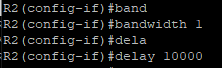 R2(config-if)#band
R2(config-if)#bandwidth 1
R2(config-if)#dela
R2(config-if)#delay 10000